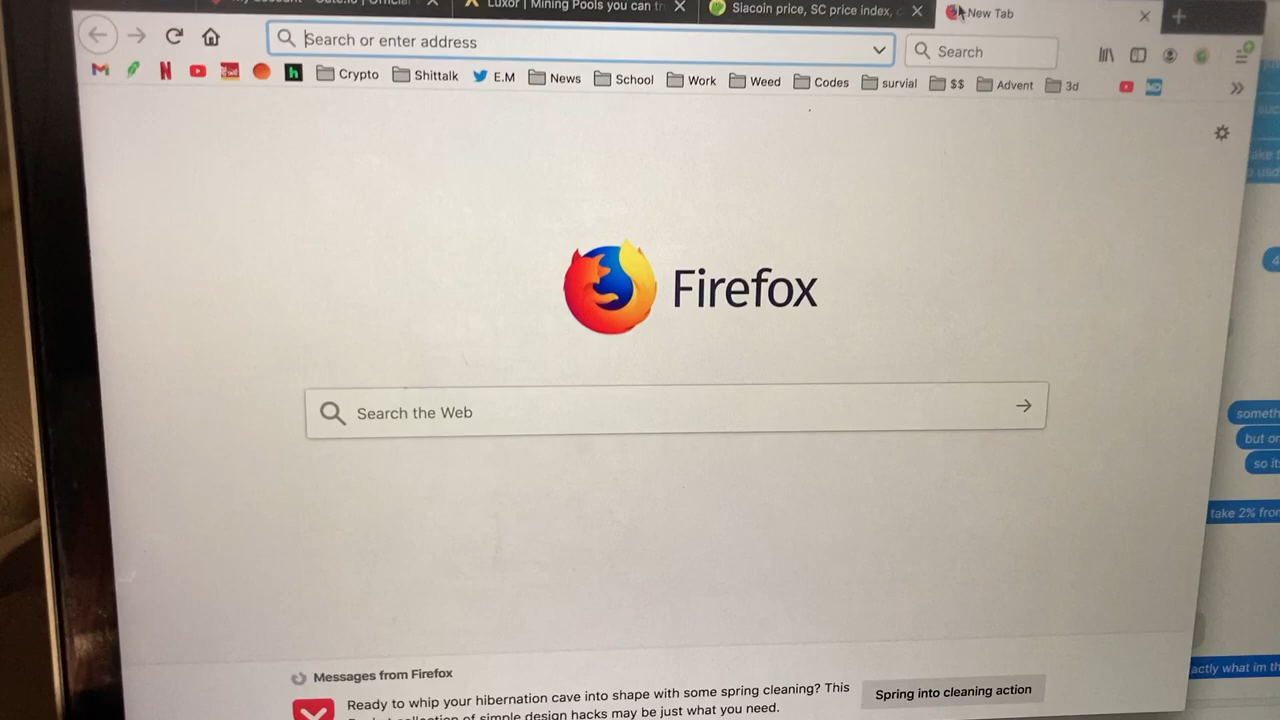 Luxor | Mining Pools you can tr
Siacoin price, SC price index, c
New Tab
Search or enter address
Search
Crypto
Shittalk
E.M
News
School
Work
Weed
Codes
survial
$$
Advent
3d
Firefox
Search the Web
someth
but or
so it
take 2% fror
actly what im th
Messages from Firefox
Ready to whip your hibernation cave into shape with some spring cleaning? This
collection of simple design hacks may be just what you need.
Spring into cleaning action